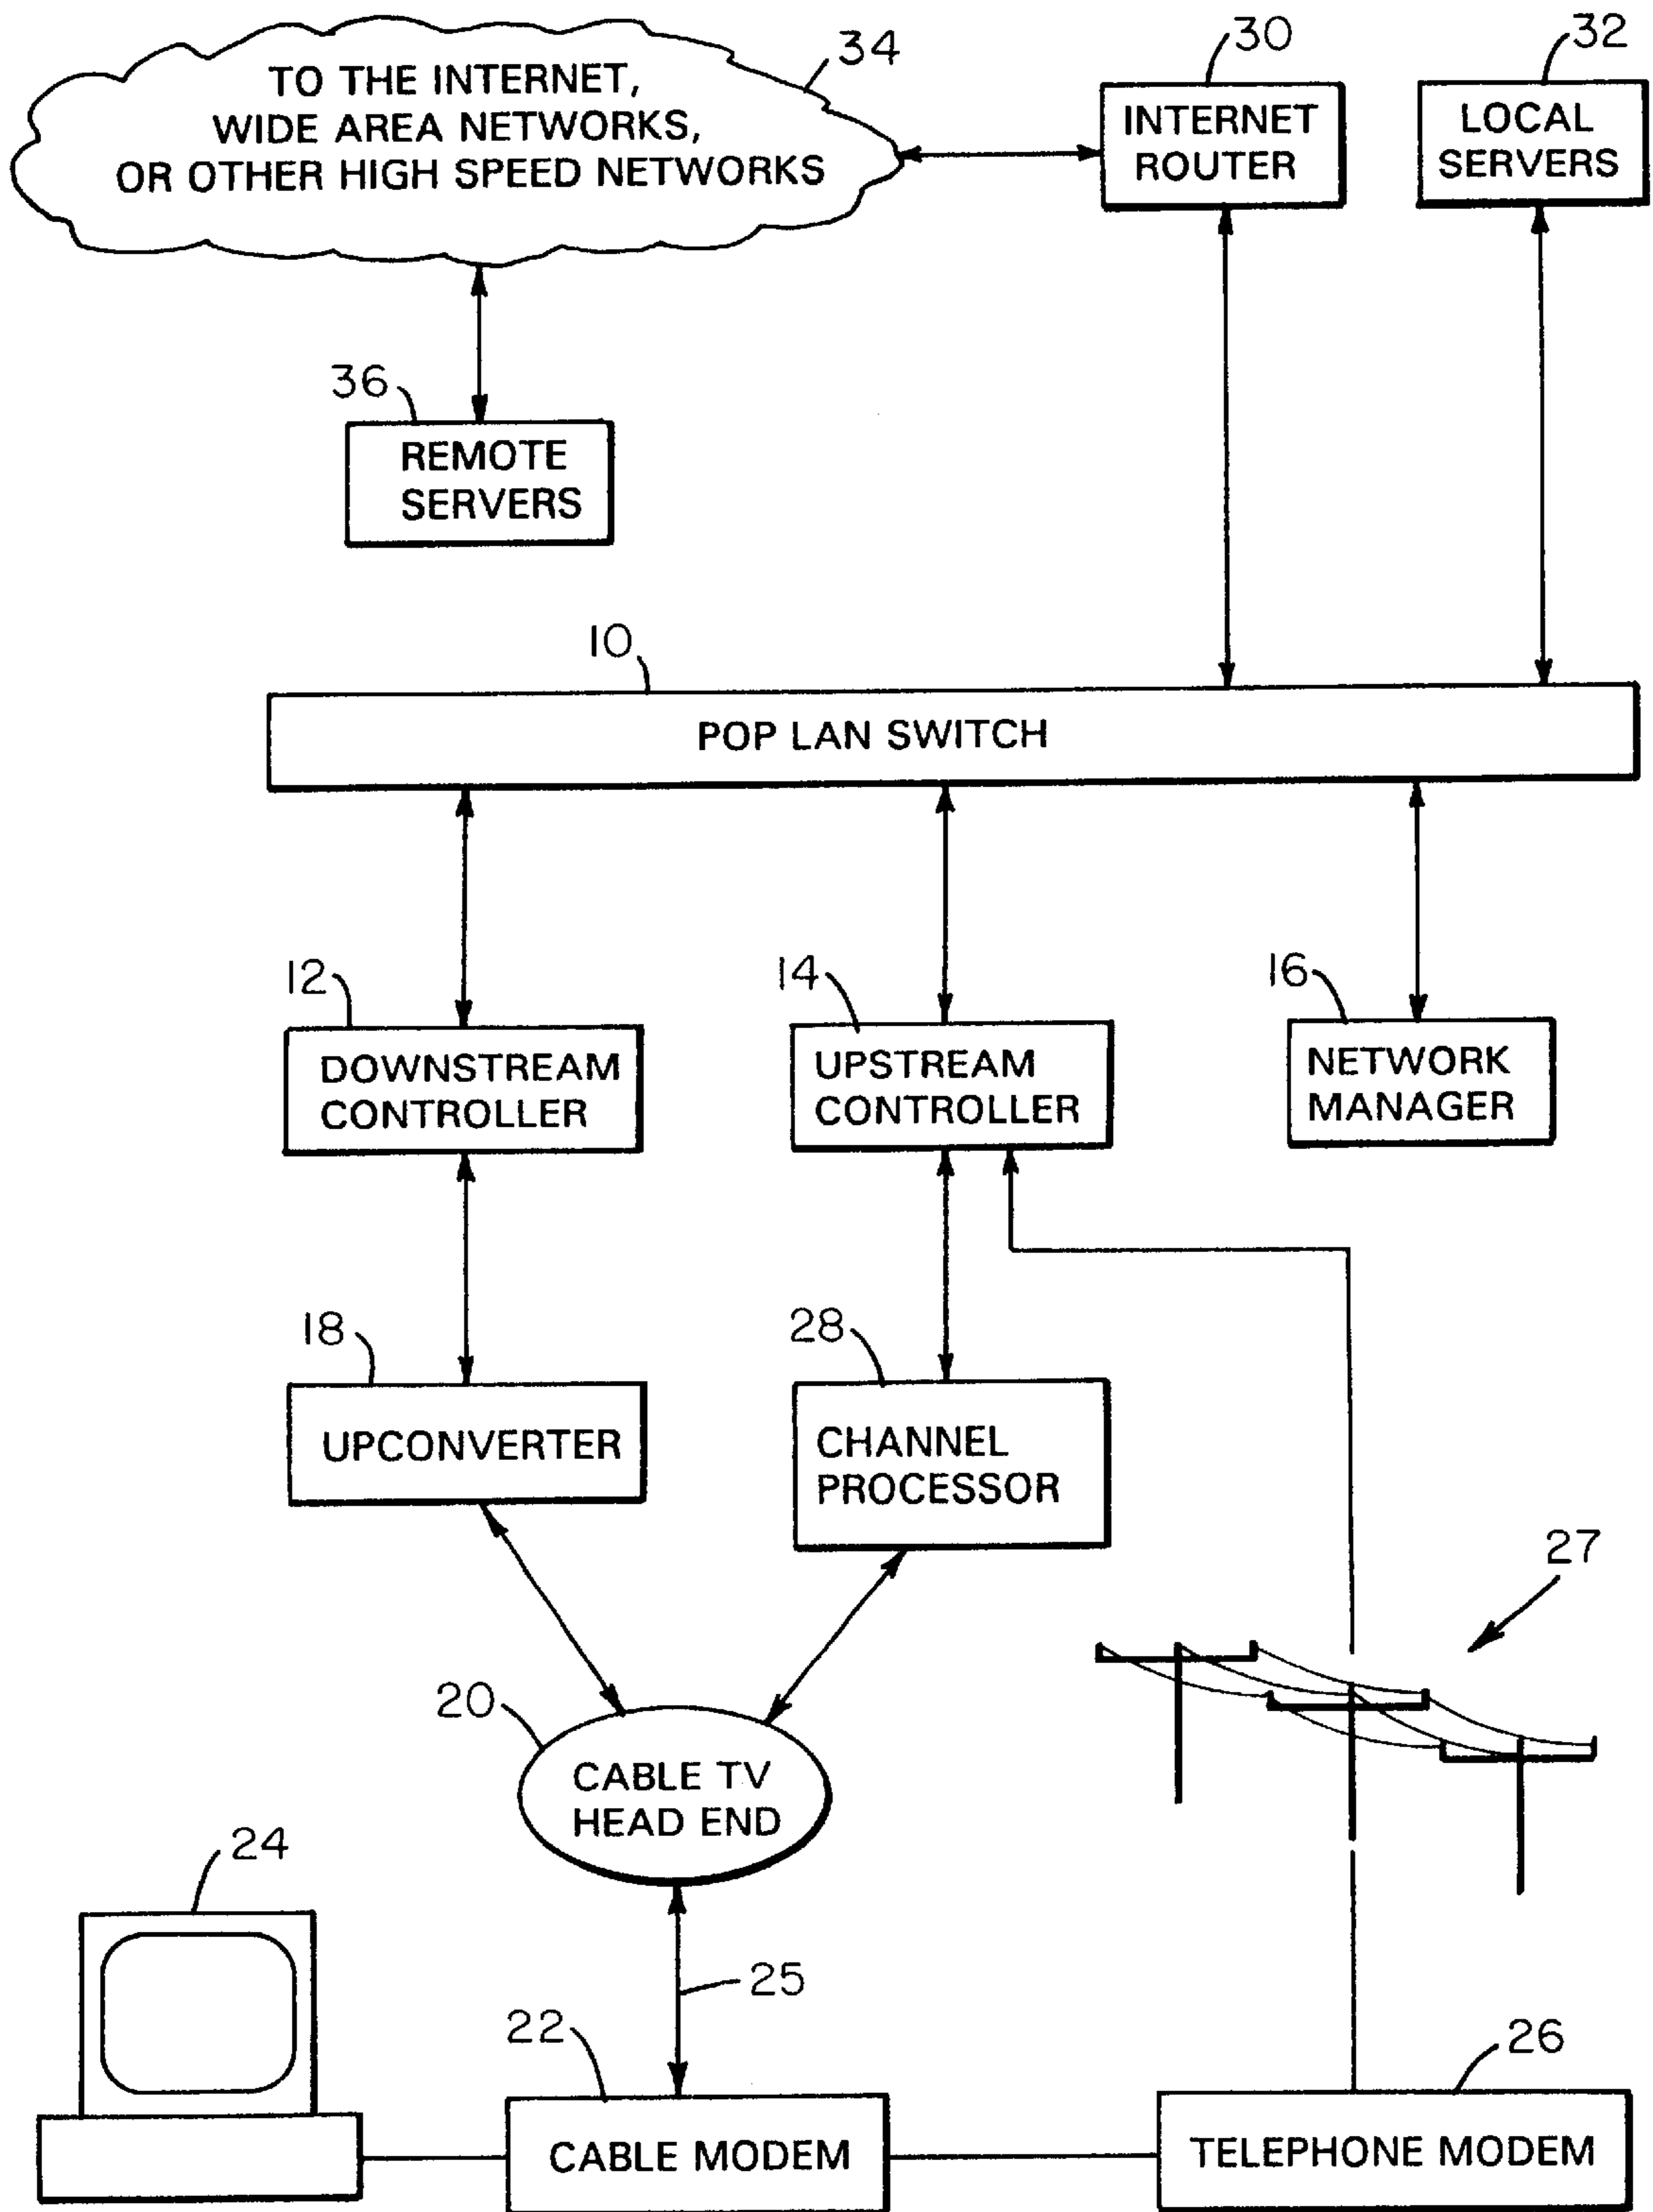 34
30
32
TO THE INTERNET,
WIDE AREA NETWORKS,
OR OTHER HIGH SPEED NETWORKS
INTERNET
ROUTER
LOCAL
SERVERS
36
REMOTE
SERVERS
10
POP LAN SWITCH
12
14
16
DOWNSTREAM
CONTROLLER
UPSTREAM
CONTROLLER
NETWORK
MANAGER
18
28
UPCONVERTER
CHANNEL
PROCESSOR
27
20
CABLE TV
HEAD END
24
25
22
26
CABLE MODEM
TELEPHONE MODEM